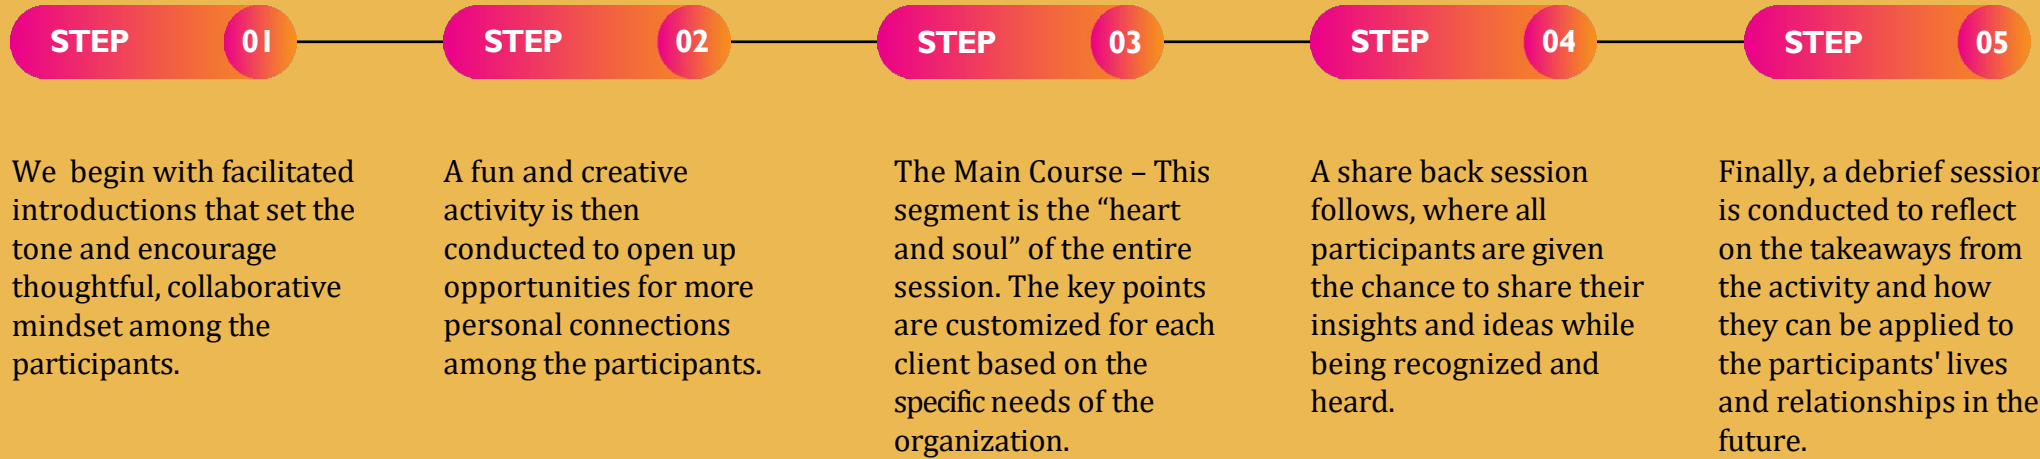 STEP 01
STEP 02
STEP 03
STEP 04
STEP 05
We begin with facilitated
introductions that set the
tone and encourage
thoughtful, collaborative
mindset among the
participants.
A fun and creative
activity is then
conducted to open up
opportunities for more
personal connections
among the participants.
The Main Course – This
segment is the “heart
and soul” of the entire
session. The key points
are customized for each
client based on the
specific needs of the
organization.
A share back session
follows, where all
participants are given
the chance to share their
insights and ideas while
being recognized and
heard.
Finally, a debrief session
is conducted to reflect
on the takeaways from
the activity and how
they can be applied to
the participants' lives
and relationships in the
future.